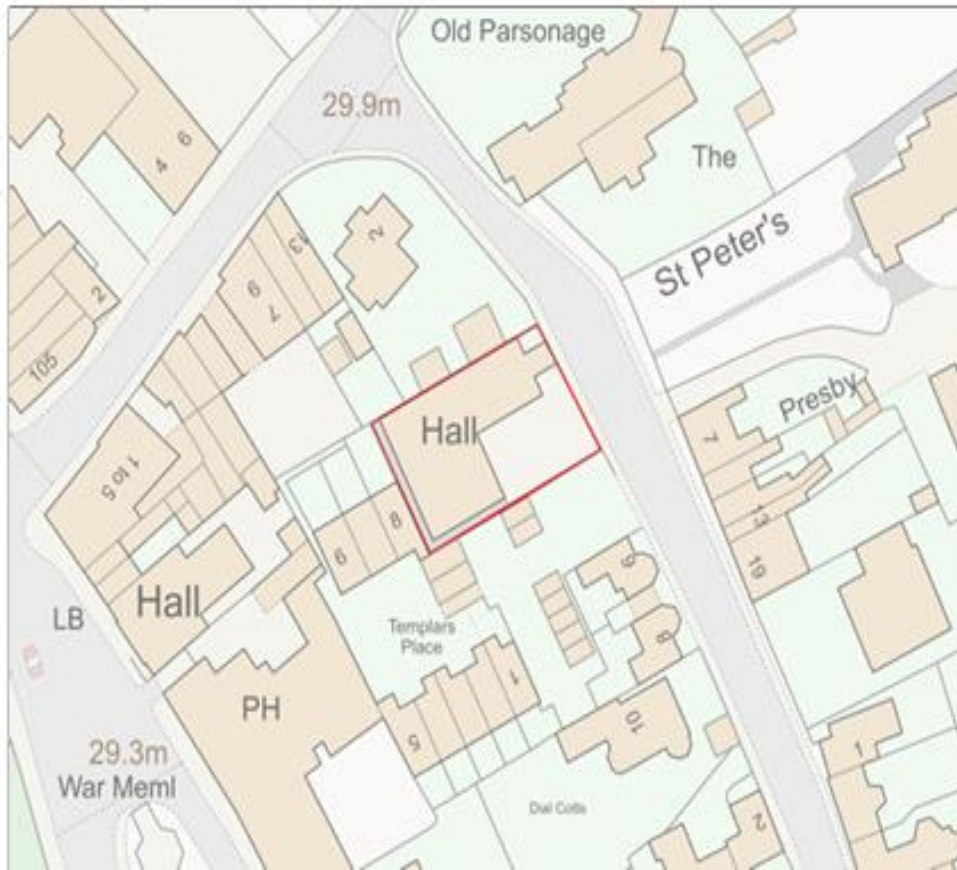 Old Parsonage
29.9m
The
4
6
St Peter's
2
13
2
9
7
105
Hall
Presby
7
1 to 5
8
13
9
19
Hall
9
LB
Templars
Place
8
1
PH
10
5
29.3m
1
War Meml
Dial Cotts
2